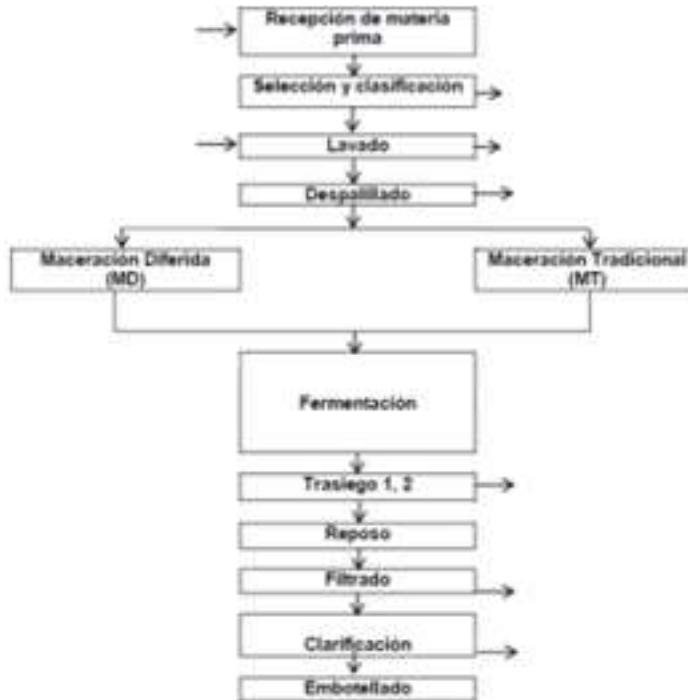 Recepción de materia
prima
Selección y clasificación
Lavado
Despalillado
Maceración Diferida
(MD)
Maceración Tradicional
(MT)
Fermentación
Trasiego 1, 2
Reposo
Filtrado
Clarificación
Embotellado